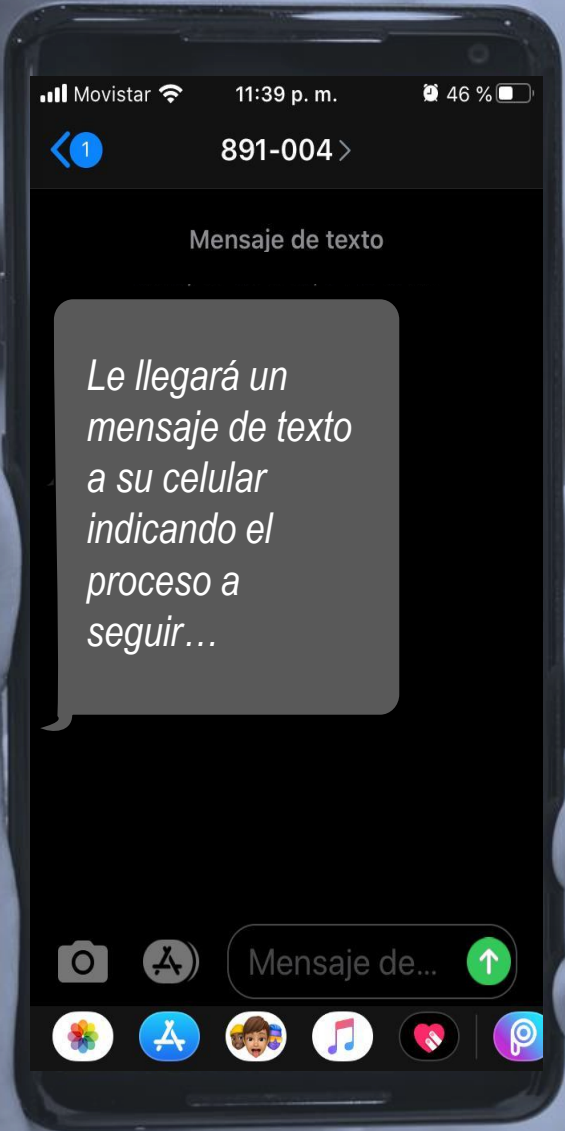 Movistar 11:39 p. m. 46 %
1 891-004
Mensaje de texto
Le llegará un
mensaje de texto
a su celular
indicando el
proceso a
seguir…
Mensaje de...